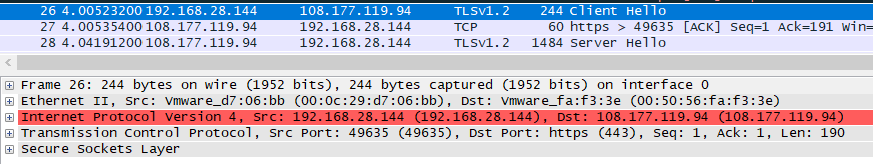 26 4.00523200 192.168.28.144 108.177.119.94 TLSv1.2 244 Client Hello
27 4.00535400 108.177.119.94 192.168.28.144 TCP 60 https > 49635 [ACK] Seq=1 Ack=191 Win=
28 4.04191200 108.177.119.94 192.168.28.144 TLSv1.2 1484 Server Hello
Frame 26: 244 bytes on wire (1952 bits), 244 bytes captured (1952 bits) on interface 0
Ethernet II, Src: Vmware_d7:06:bb (00:0c:29:d7:06:bb), Dst: Vmware_fa:f3:3e (00:50:56:fa:f3:3e)
Internet Protocol Version 4, Src: 192.168.28.144 (192.168.28.144), Dst: 108.177.119.94 (108.177.119.94)
Transmission Control Protocol, Src Port: 49635 (49635), Dst Port: https (443), Seq: 1, Ack: 1, Len: 190
Secure Sockets Layer